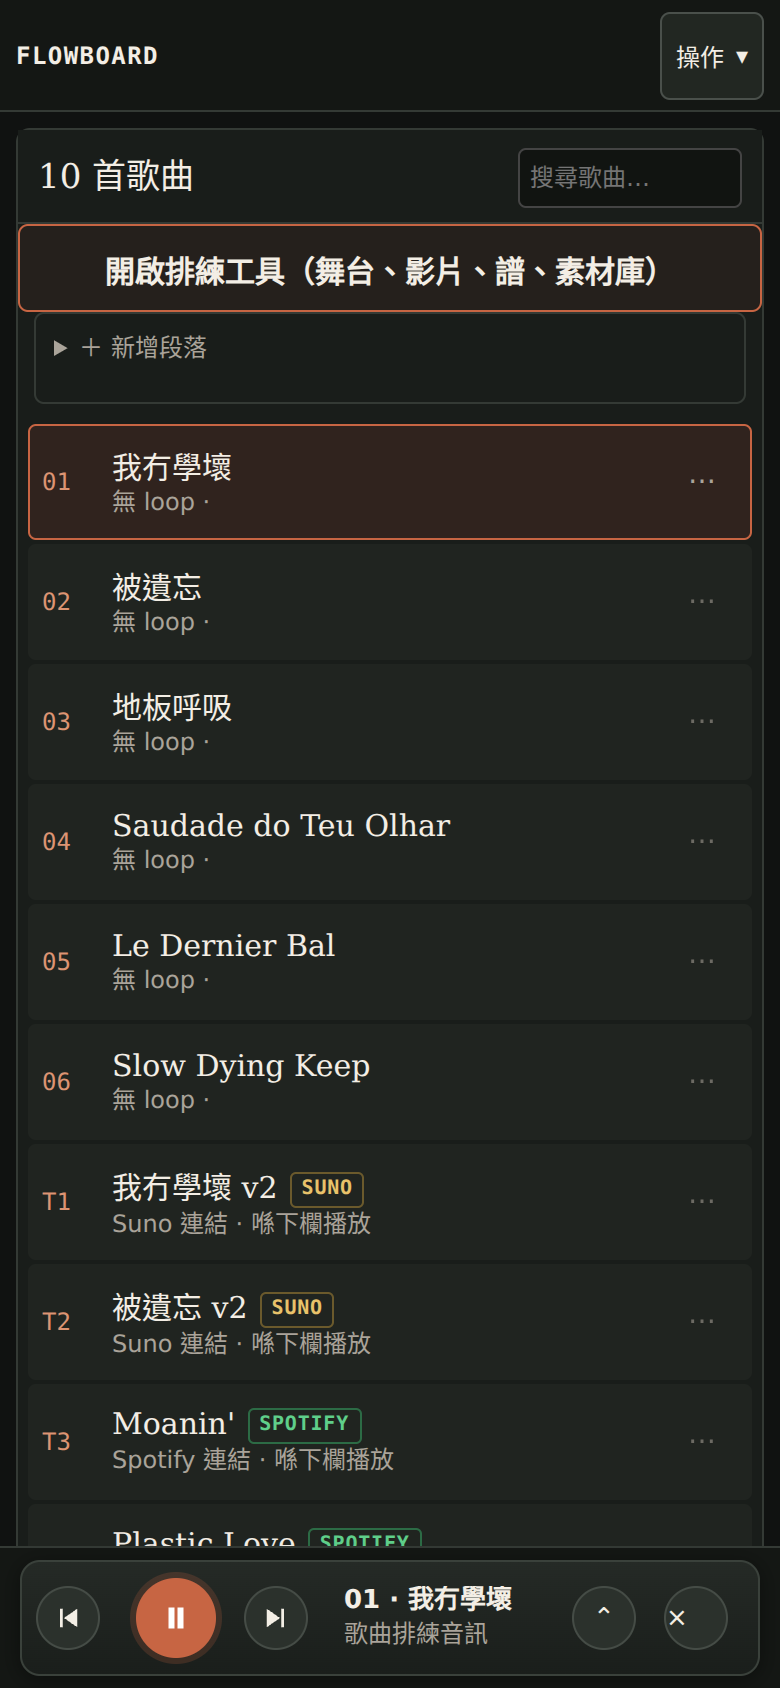 FLOWBOARD
操作 ▼
10 首歌曲
搜尋歌曲…
開啟排練工具（舞台、影片、譜、素材庫）
▶ ＋ 新增段落
01 我冇學壞 …
無 loop ·
02 被遺忘 …
無 loop ·
03 地板呼吸 …
無 loop ·
04 Saudade do Teu Olhar …
無 loop ·
05 Le Dernier Bal …
無 loop ·
06 Slow Dying Keep …
無 loop ·
T1 我冇學壞 v2 SUNO …
Suno 連結 · 喺下欄播放
T2 被遺忘 v2 SUNO …
Suno 連結 · 喺下欄播放
T3 Moanin' SPOTIFY …
Spotify 連結 · 喺下欄播放
Plastic Love SPOTIFY
01 · 我冇學壞
歌曲排練音訊